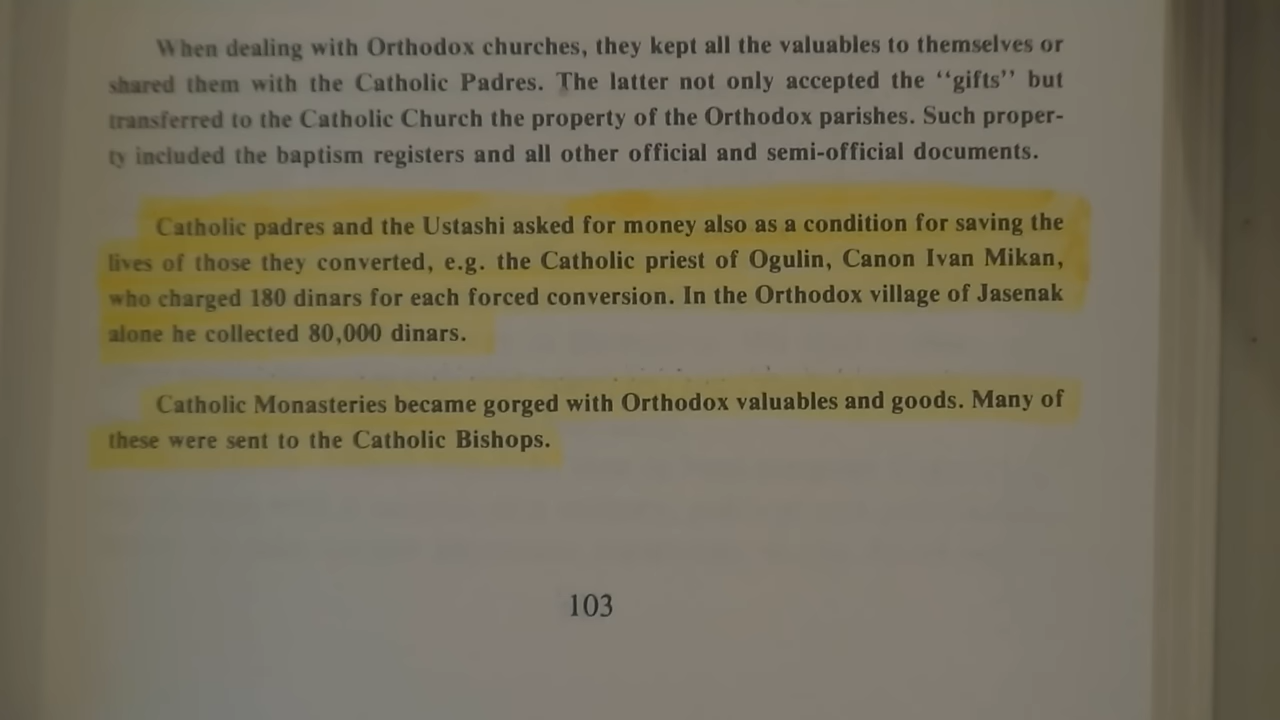 When dealing with Orthodox churches, they kept all the valuables to themselves or
shared them with the Catholic Padres. The latter not only accepted the “gifts” but
transferred to the Catholic Church the property of the Orthodox parishes. Such proper-
ty included the baptism registers and all other official and semi-official documents.
Catholic padres and the Ustashi asked for money also as a condition for saving the
lives of those they converted, e.g. the Catholic priest of Ogulin, Canon Ivan Mikan,
who charged 180 dinars for each forced conversion. In the Orthodox village of Jasenak
alone he collected 80,000 dinars.
Catholic Monasteries became gorged with Orthodox valuables and goods. Many of
these were sent to the Catholic Bishops.
103